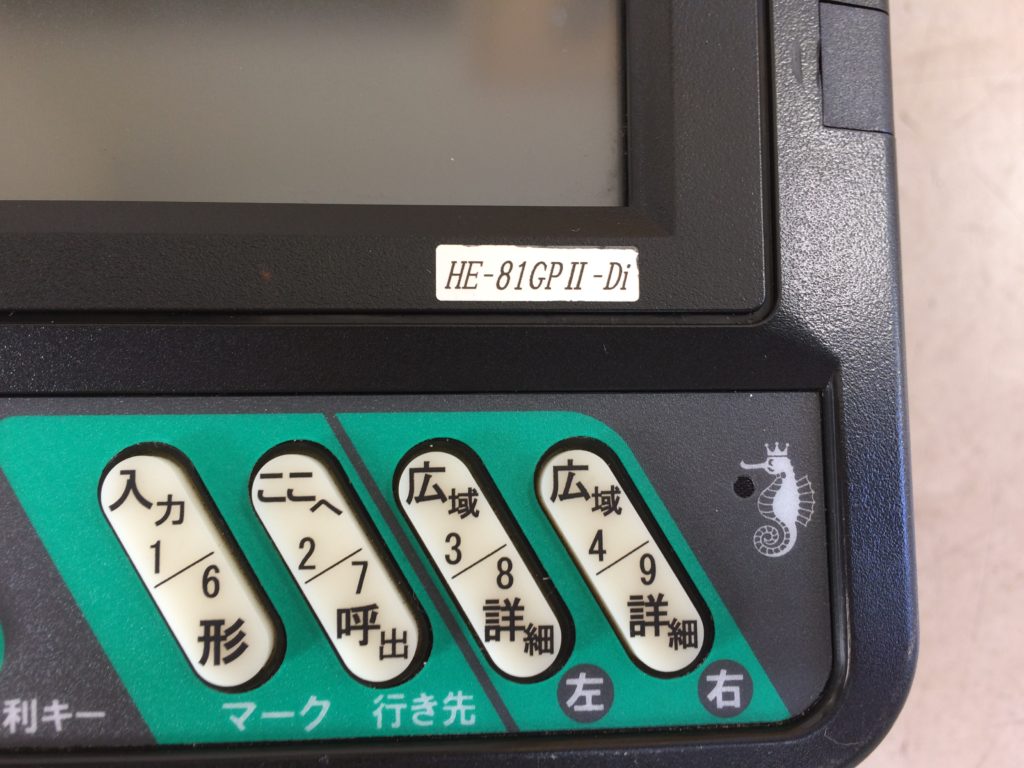 HE-81GPⅡ-Di
入力
1/6
形
ここへ
2/7
呼出
広域
3/8
詳細
広域
4/9
詳細
利キー
マーク
行き先
左
右